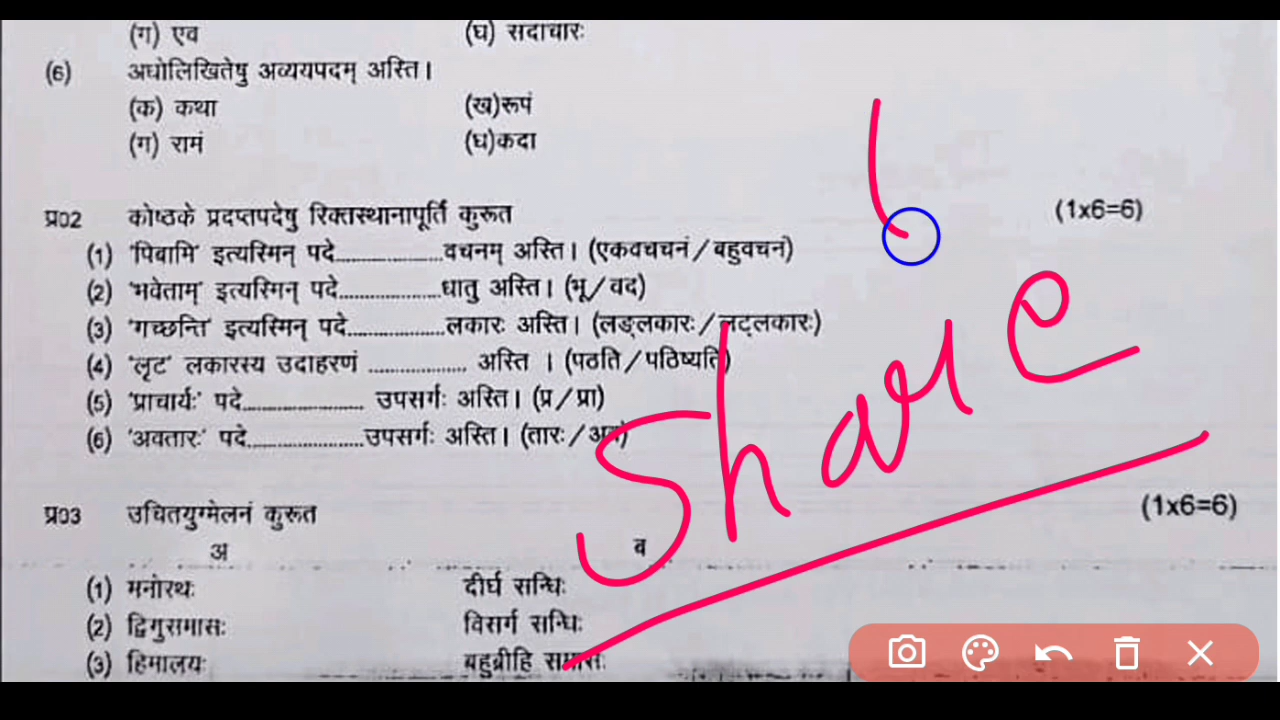 (ग) एव (घ) सदाचारः
(6) अधोलिखितेषु अव्ययपदम् अस्ति।
(क) कथा (ख)रूपं
(ग) रामं (घ)कदा
प्र02 कोष्ठके प्रदप्तपदेषु रिक्तस्थानापूर्ति कुरूत (1x6=6)
(1) 'पिबामि' इत्यस्मिन् पदे....................वचनम् अस्ति। (एकवचचनं/बहुवचनं)
(2) 'भवेताम्' इत्यस्मिन् पदे...................धातु अस्ति। (भू/वद)
(3) 'गच्छन्ति' इत्यस्मिन् पदे..................लकारः अस्ति। (लङ्लकारः/लट्लकारः)
(4) 'लृट' लकारस्य उदाहरणं .................. अस्ति । (पठति/पठिष्यति)
(5) 'प्राचार्यः' पदे....................... उपसर्गः अस्ति। (प्र/प्रा)
(6) 'अवतारः' पदे......................उपसर्गः अस्ति। (तारः/अव)
Share
प्र03 उचितयुग्मेलनं कुरूत (1x6=6)
अ ब
(1) मनोरथः दीर्घ सन्धिः
(2) द्विगुसमासः विसर्ग सन्धिः
(3) हिमालयः बहुब्रीहि समासः